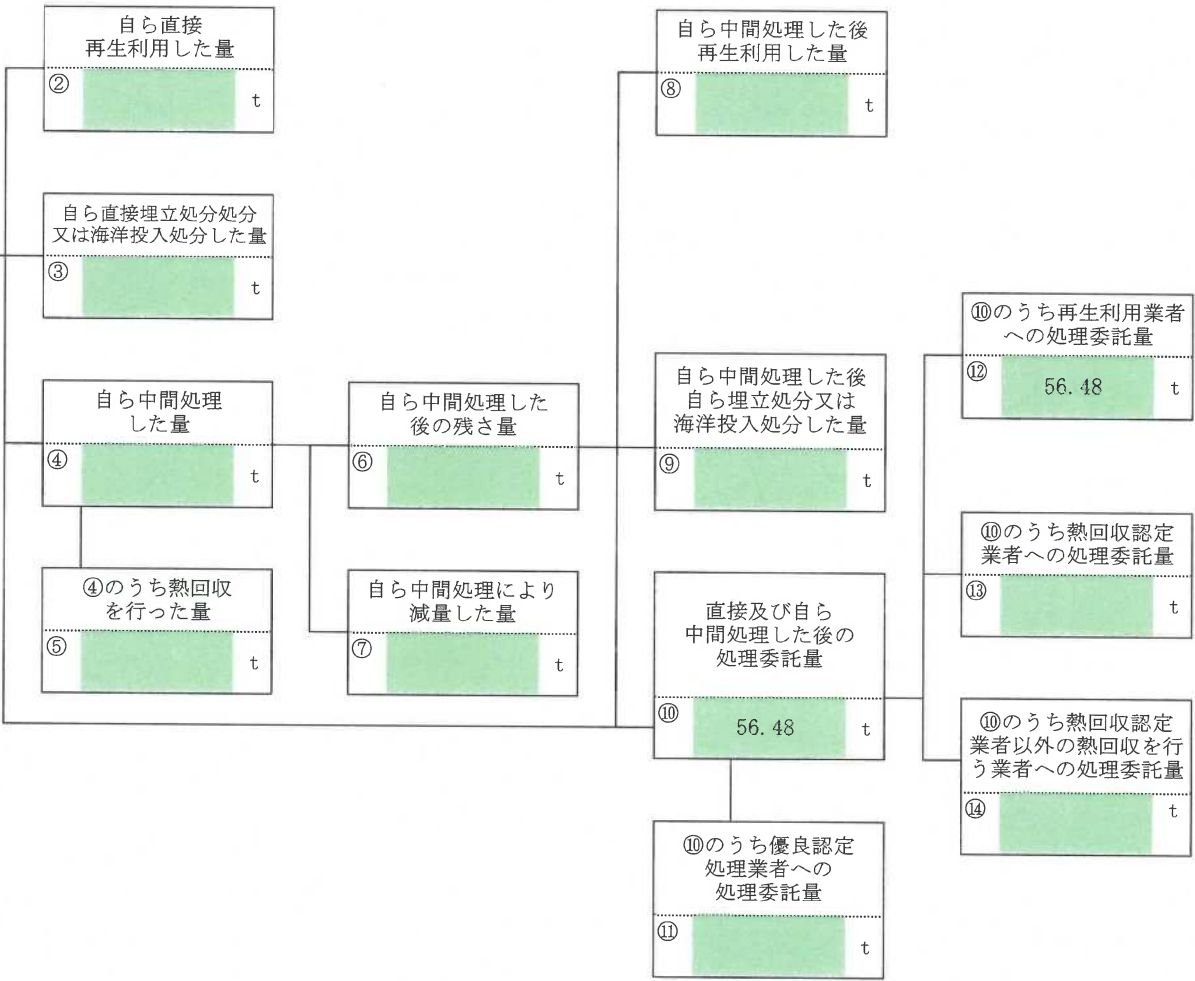 自ら直接
再生利用した量
② t
自ら直接埋立処分処分
又は海洋投入処分した量
③ t
自ら中間処理
した量
④ t
④のうち熱回収
を行った量
⑤ t
自ら中間処理した
後の残さ量
⑥ t
自ら中間処理により
減量した量
⑦ t
自ら中間処理した後
再生利用した量
⑧ t
自ら中間処理した後
自ら埋立処分又は
海洋投入処分した量
⑨ t
直接及び自ら
中間処理した後の
処理委託量
⑩ 56.48 t
⑩のうち優良認定
処理業者への
処理委託量
⑪ t
⑩のうち再生利用業者
への処理委託量
⑫ 56.48 t
⑩のうち熱回収認定
業者への処理委託量
⑬ t
⑩のうち熱回収認定
業者以外の熱回収を行
う業者への処理委託量
⑭ t